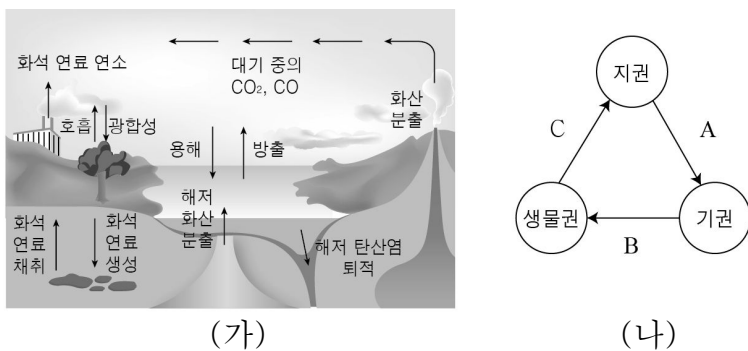 화석 연료 연소
대기 중의
CO₂, CO
화산
분출
호흡
광합성
용해
방출
해저
화산
분출
화석
연료
채취
화석
연료
생성
해저 탄산염
퇴적
(가)
지권
C
A
생물권
기권
B
(나)